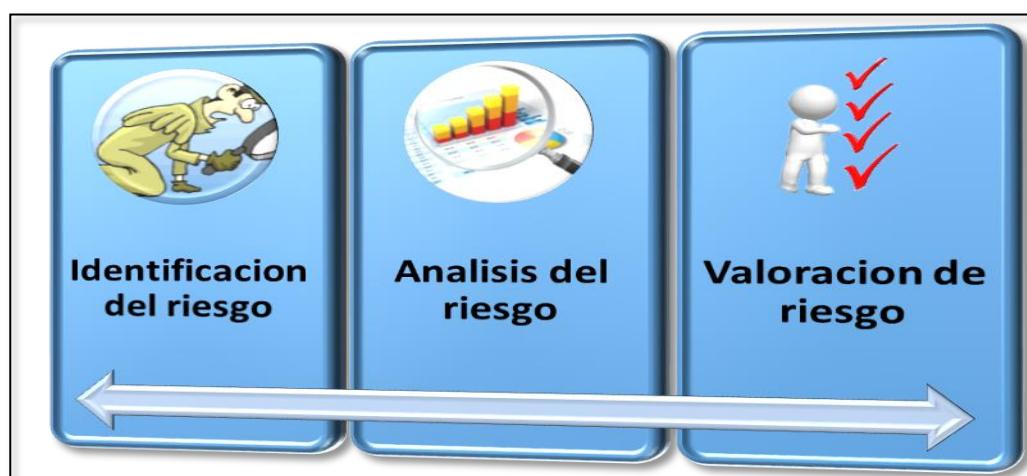 Identificacion
del riesgo
Analisis del
riesgo
Valoracion de
riesgo